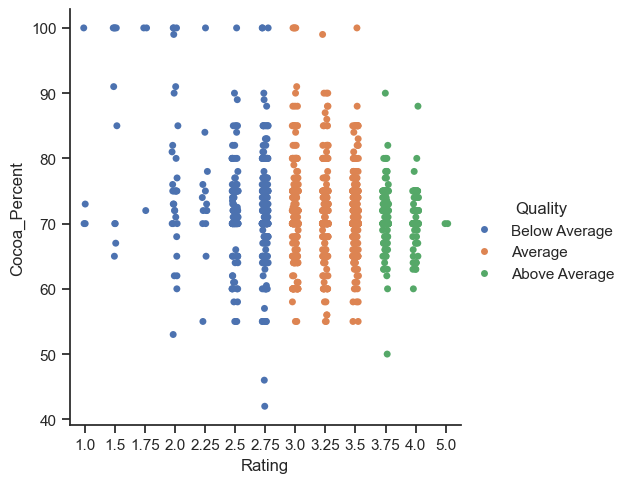 100
90
80
70
60
50
40
Cocoa_Percent
1.0 1.5 1.75 2.0 2.25 2.5 2.75 3.0 3.25 3.5 3.75 4.0 5.0
Rating
Quality
Below Average
Average
Above Average